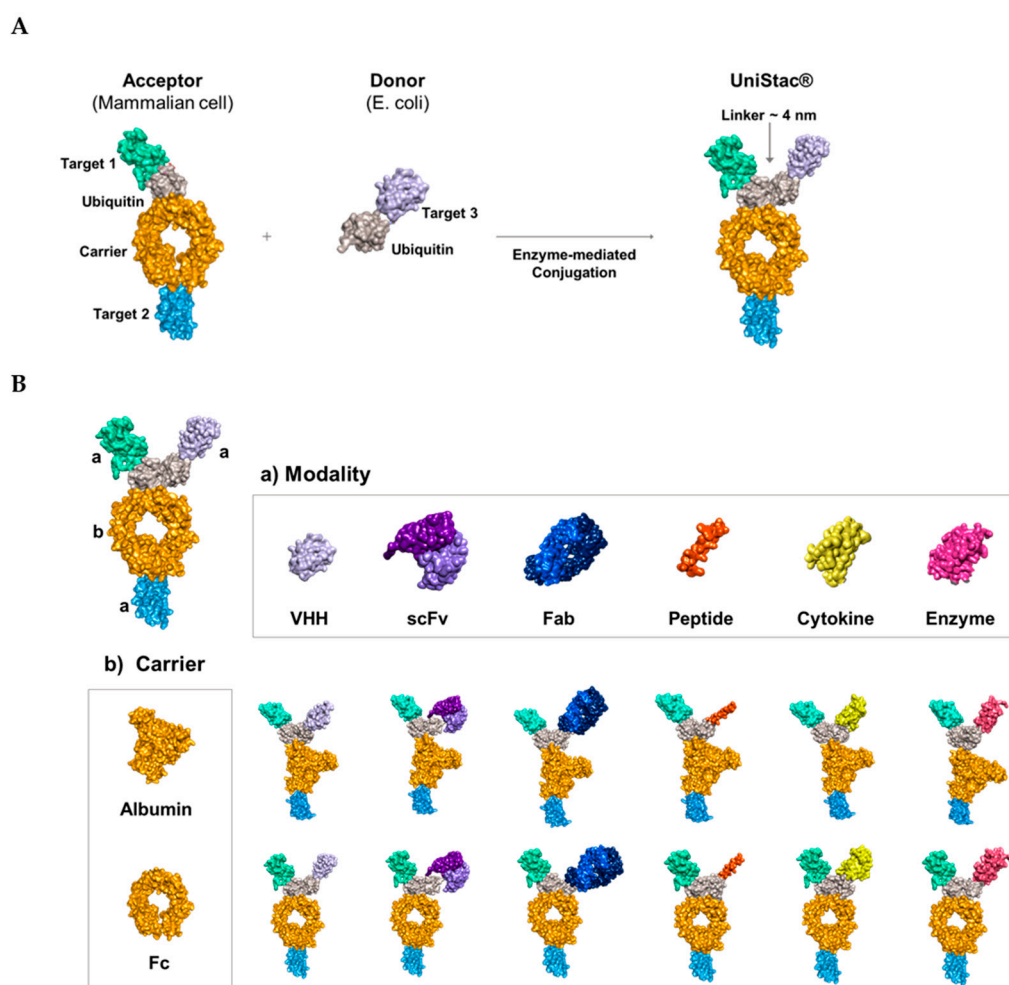 A
Acceptor
(Mammalian cell)
Donor
(E. coli)
UniStac®
Linker ~ 4 nm
Target 1
Ubiquitin
Carrier
Target 2
+
Target 3
Ubiquitin
Enzyme-mediated
Conjugation
B
a
a
b
a
a) Modality
VHH
scFv
Fab
Peptide
Cytokine
Enzyme
b) Carrier
Albumin
Fc